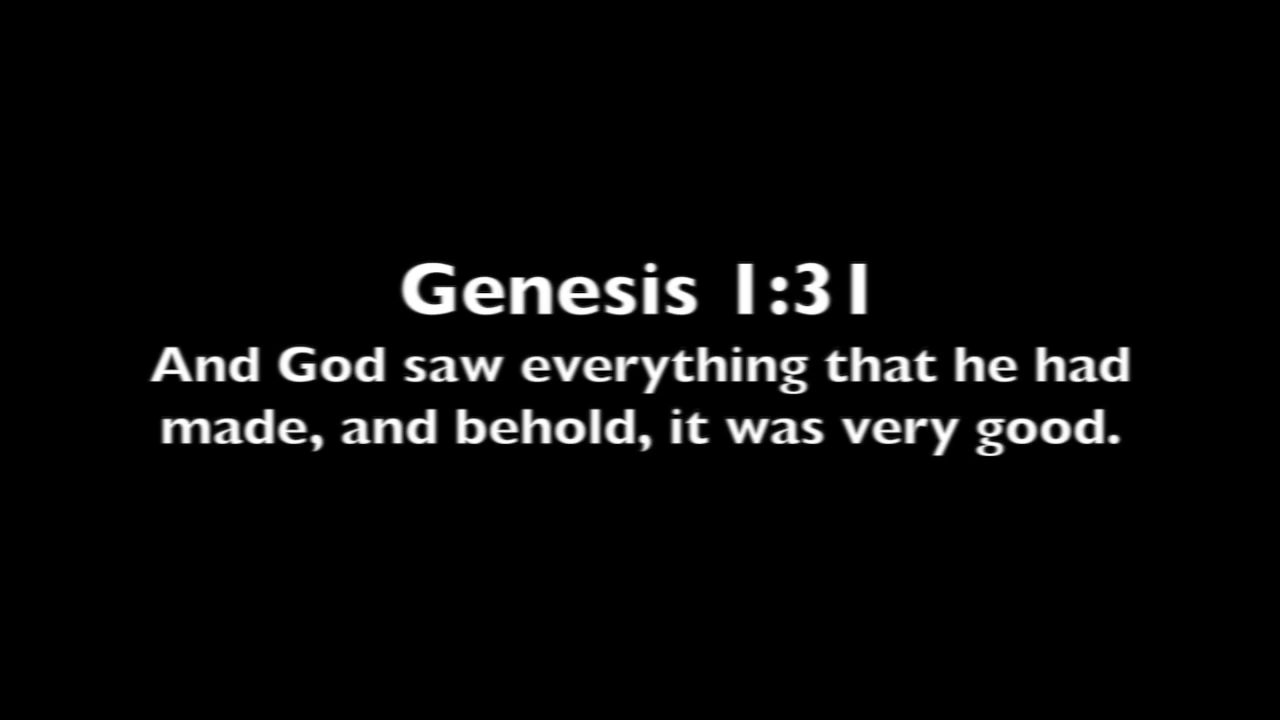 Genesis 1:31
And God saw everything that he had
made, and behold, it was very good.